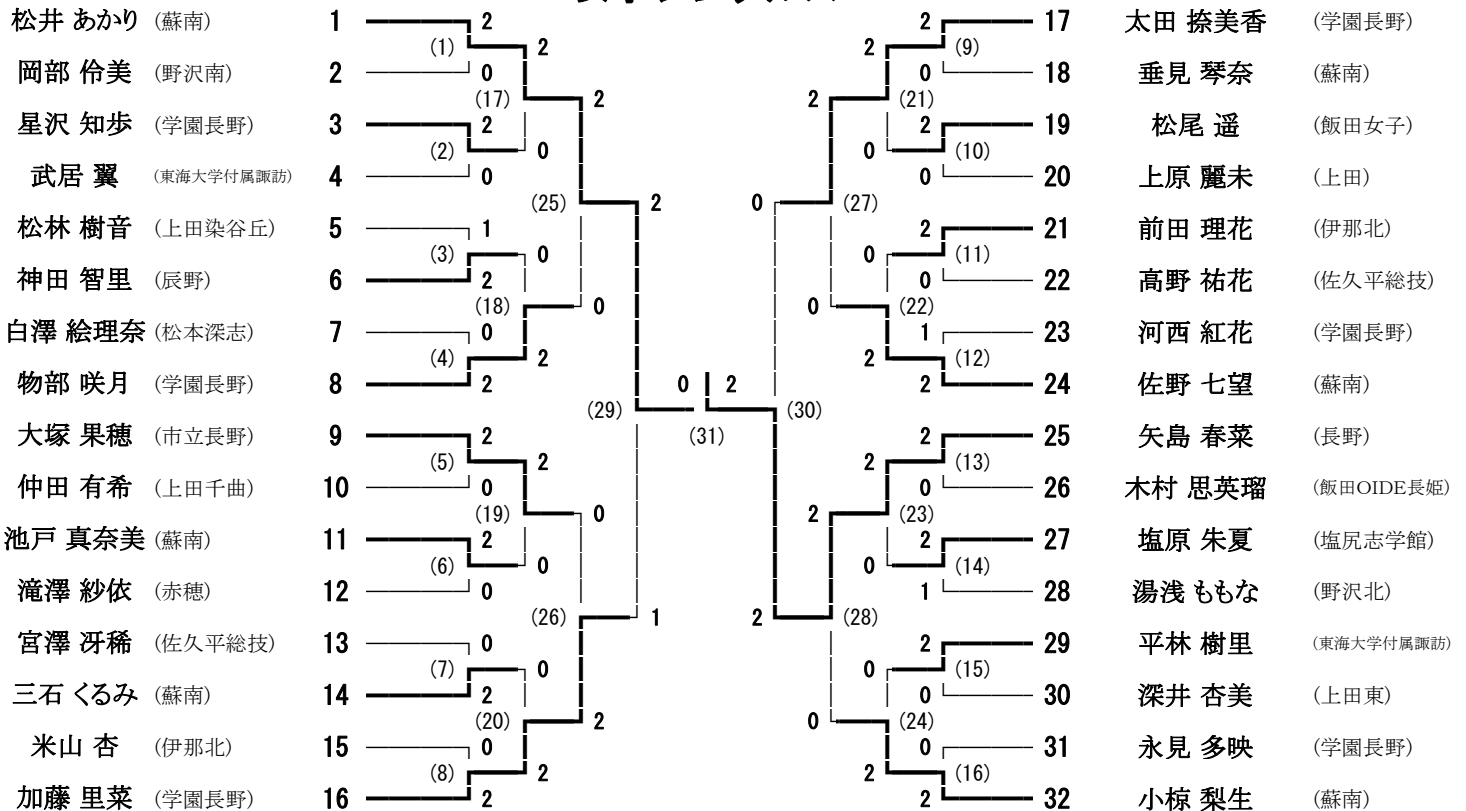 松井 あかり (蘇南) 1 2 2 17 太田 捺美香 (学園長野)
(1) 2 2 (9)
岡部 伶美 (野沢南) 2 0 0 18 垂見 琴奈 (蘇南)
(17) 2 2 (21)
星沢 知歩 (学園長野) 3 2 2 19 松尾 遥 (飯田女子)
(2) 0 0 (10)
武居 翼 (東海大学付属諏訪) 4 0 0 20 上原 麗未 (上田)
(25) 2 0 (27)
松林 樹音 (上田染谷丘) 5 1 2 21 前田 理花 (伊那北)
(3) 0 0 (11)
神田 智里 (辰野) 6 2 0 22 高野 祐花 (佐久平総技)
(18) 0 0 (22)
白澤 絵理奈 (松本深志) 7 0 1 23 河西 紅花 (学園長野)
(4) 2 2 (12)
物部 咲月 (学園長野) 8 2 0 2 2 24 佐野 七望 (蘇南)
(29) (30)
大塚 果穂 (市立長野) 9 2 (31) 2 25 矢島 春菜 (長野)
(5) 2 2 (13)
仲田 有希 (上田千曲) 10 0 0 26 木村 思英瑠 (飯田OIDE長姫)
(19) 0 2 (23)
池戸 真奈美 (蘇南) 11 2 2 27 塩原 朱夏 (塩尻志学館)
(6) 0 0 (14)
滝澤 紗依 (赤穂) 12 0 1 28 湯浅 ももな (野沢北)
(26) 1 2 (28)
宮澤 冴稀 (佐久平総技) 13 0 2 29 平林 樹里 (東海大学付属諏訪)
(7) 0 0 (15)
三石 くるみ (蘇南) 14 2 0 30 深井 杏美 (上田東)
(20) 2 0 (24)
米山 杏 (伊那北) 15 0 0 31 永見 多映 (学園長野)
(8) 2 2 (16)
加藤 里菜 (学園長野) 16 2 2 32 小椋 梨生 (蘇南)